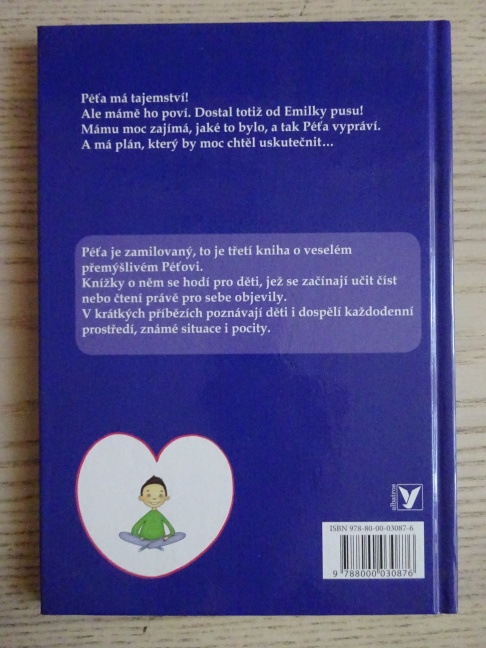 Péťa má tajemství!
Ale mámě ho poví. Dostal totiž od Emilky pusu!
Mámu moc zajímá, jaké to bylo, a tak Péťa vypráví.
A má plán, který by moc chtěl uskutečnit…
Péťa je zamilovaný, to je třetí kniha o veselém
přemýšlivém Péťovi.
Knížky o něm se hodí pro děti, jež se začínají učit číst
nebo čtení právě pro sebe objevily.
V krátkých příbězích poznávají děti i dospělí každodenní
prostředí, známé situace i pocity.
albatros
ISBN 978-80-00-03087-6
9 788000 030876